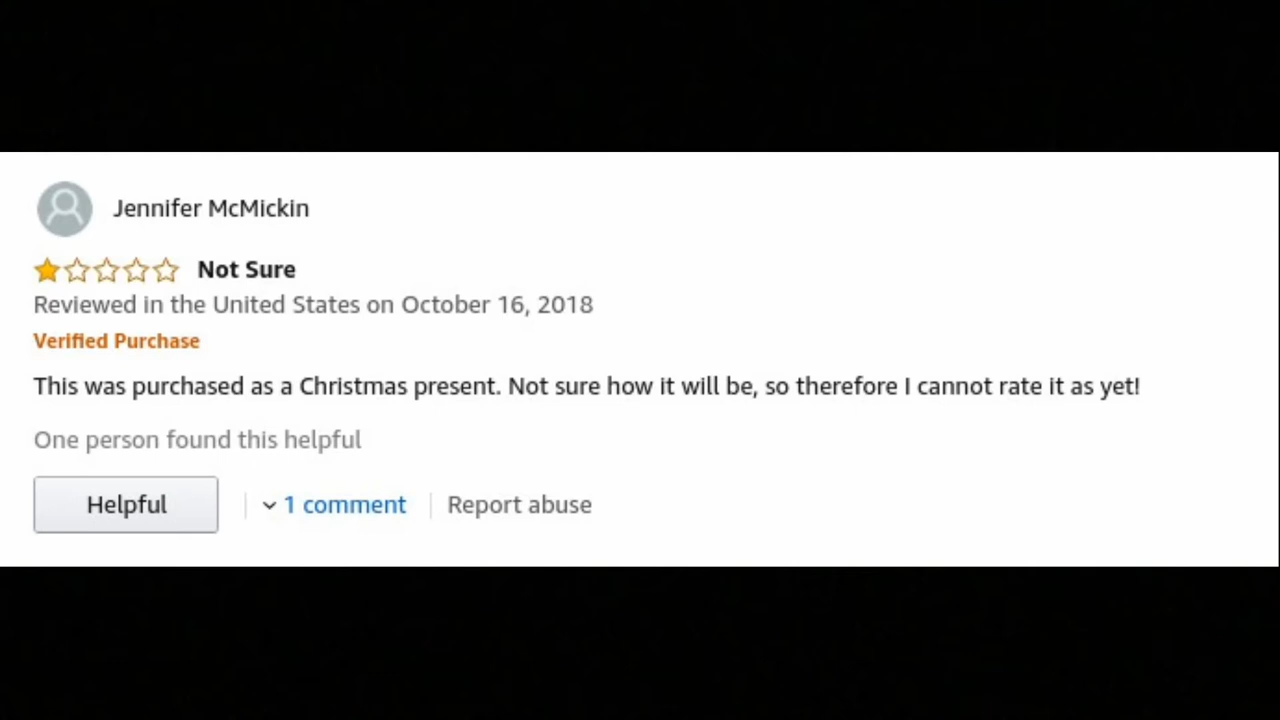 Jennifer McMickin
Not Sure
Reviewed in the United States on October 16, 2018
Verified Purchase
This was purchased as a Christmas present. Not sure how it will be, so therefore I cannot rate it as yet!
One person found this helpful
Helpful 1 comment Report abuse